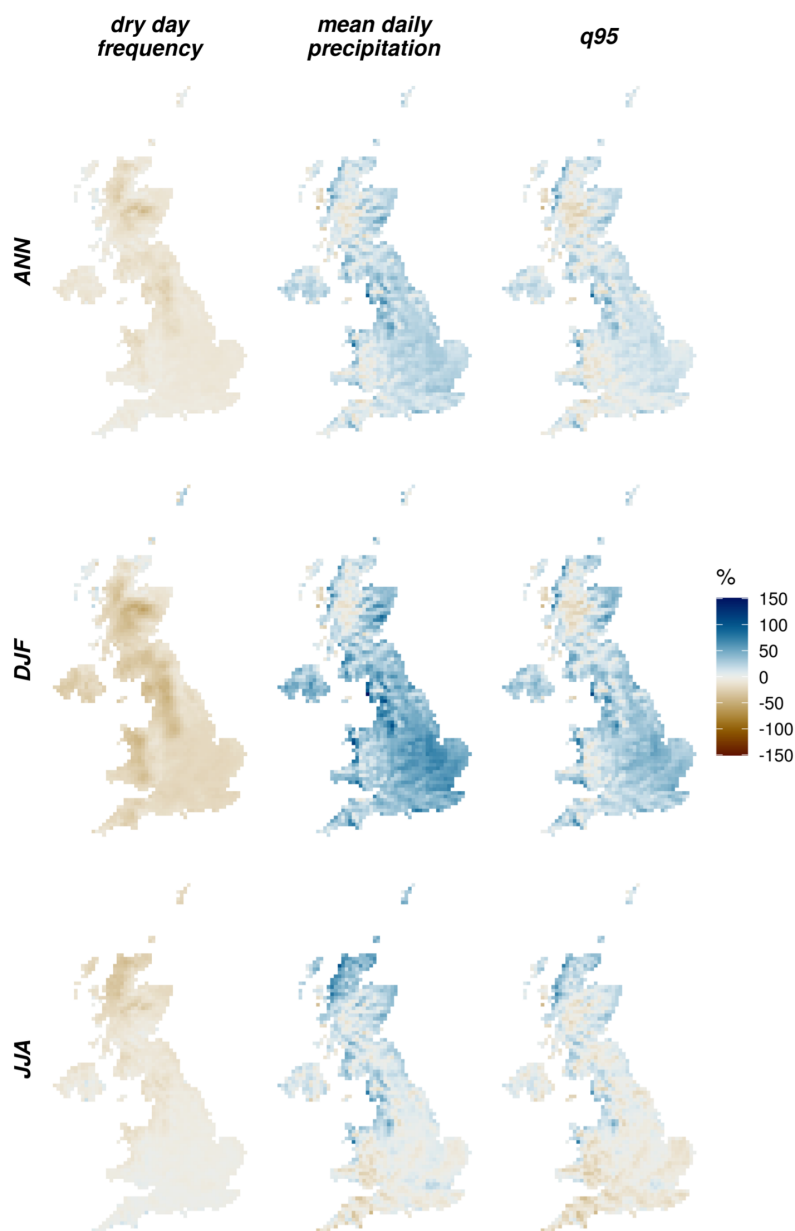 dry day
frequency
mean daily
precipitation
q95
ANN
DJF
%
150
100
50
0
-50
-100
-150
JJA